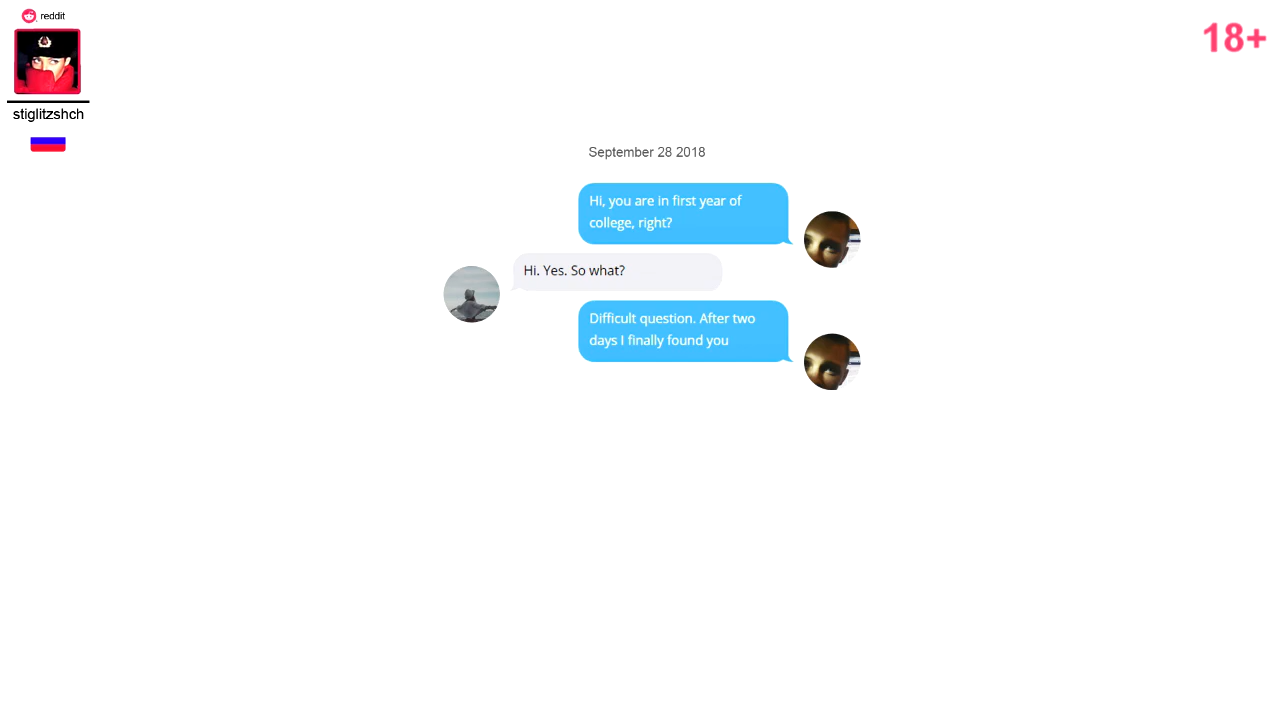 reddit
18+
stiglitzshch
September 28 2018
Hi, you are in first year of
college, right?
Hi. Yes. So what?
Difficult question. After two
days I finally found you